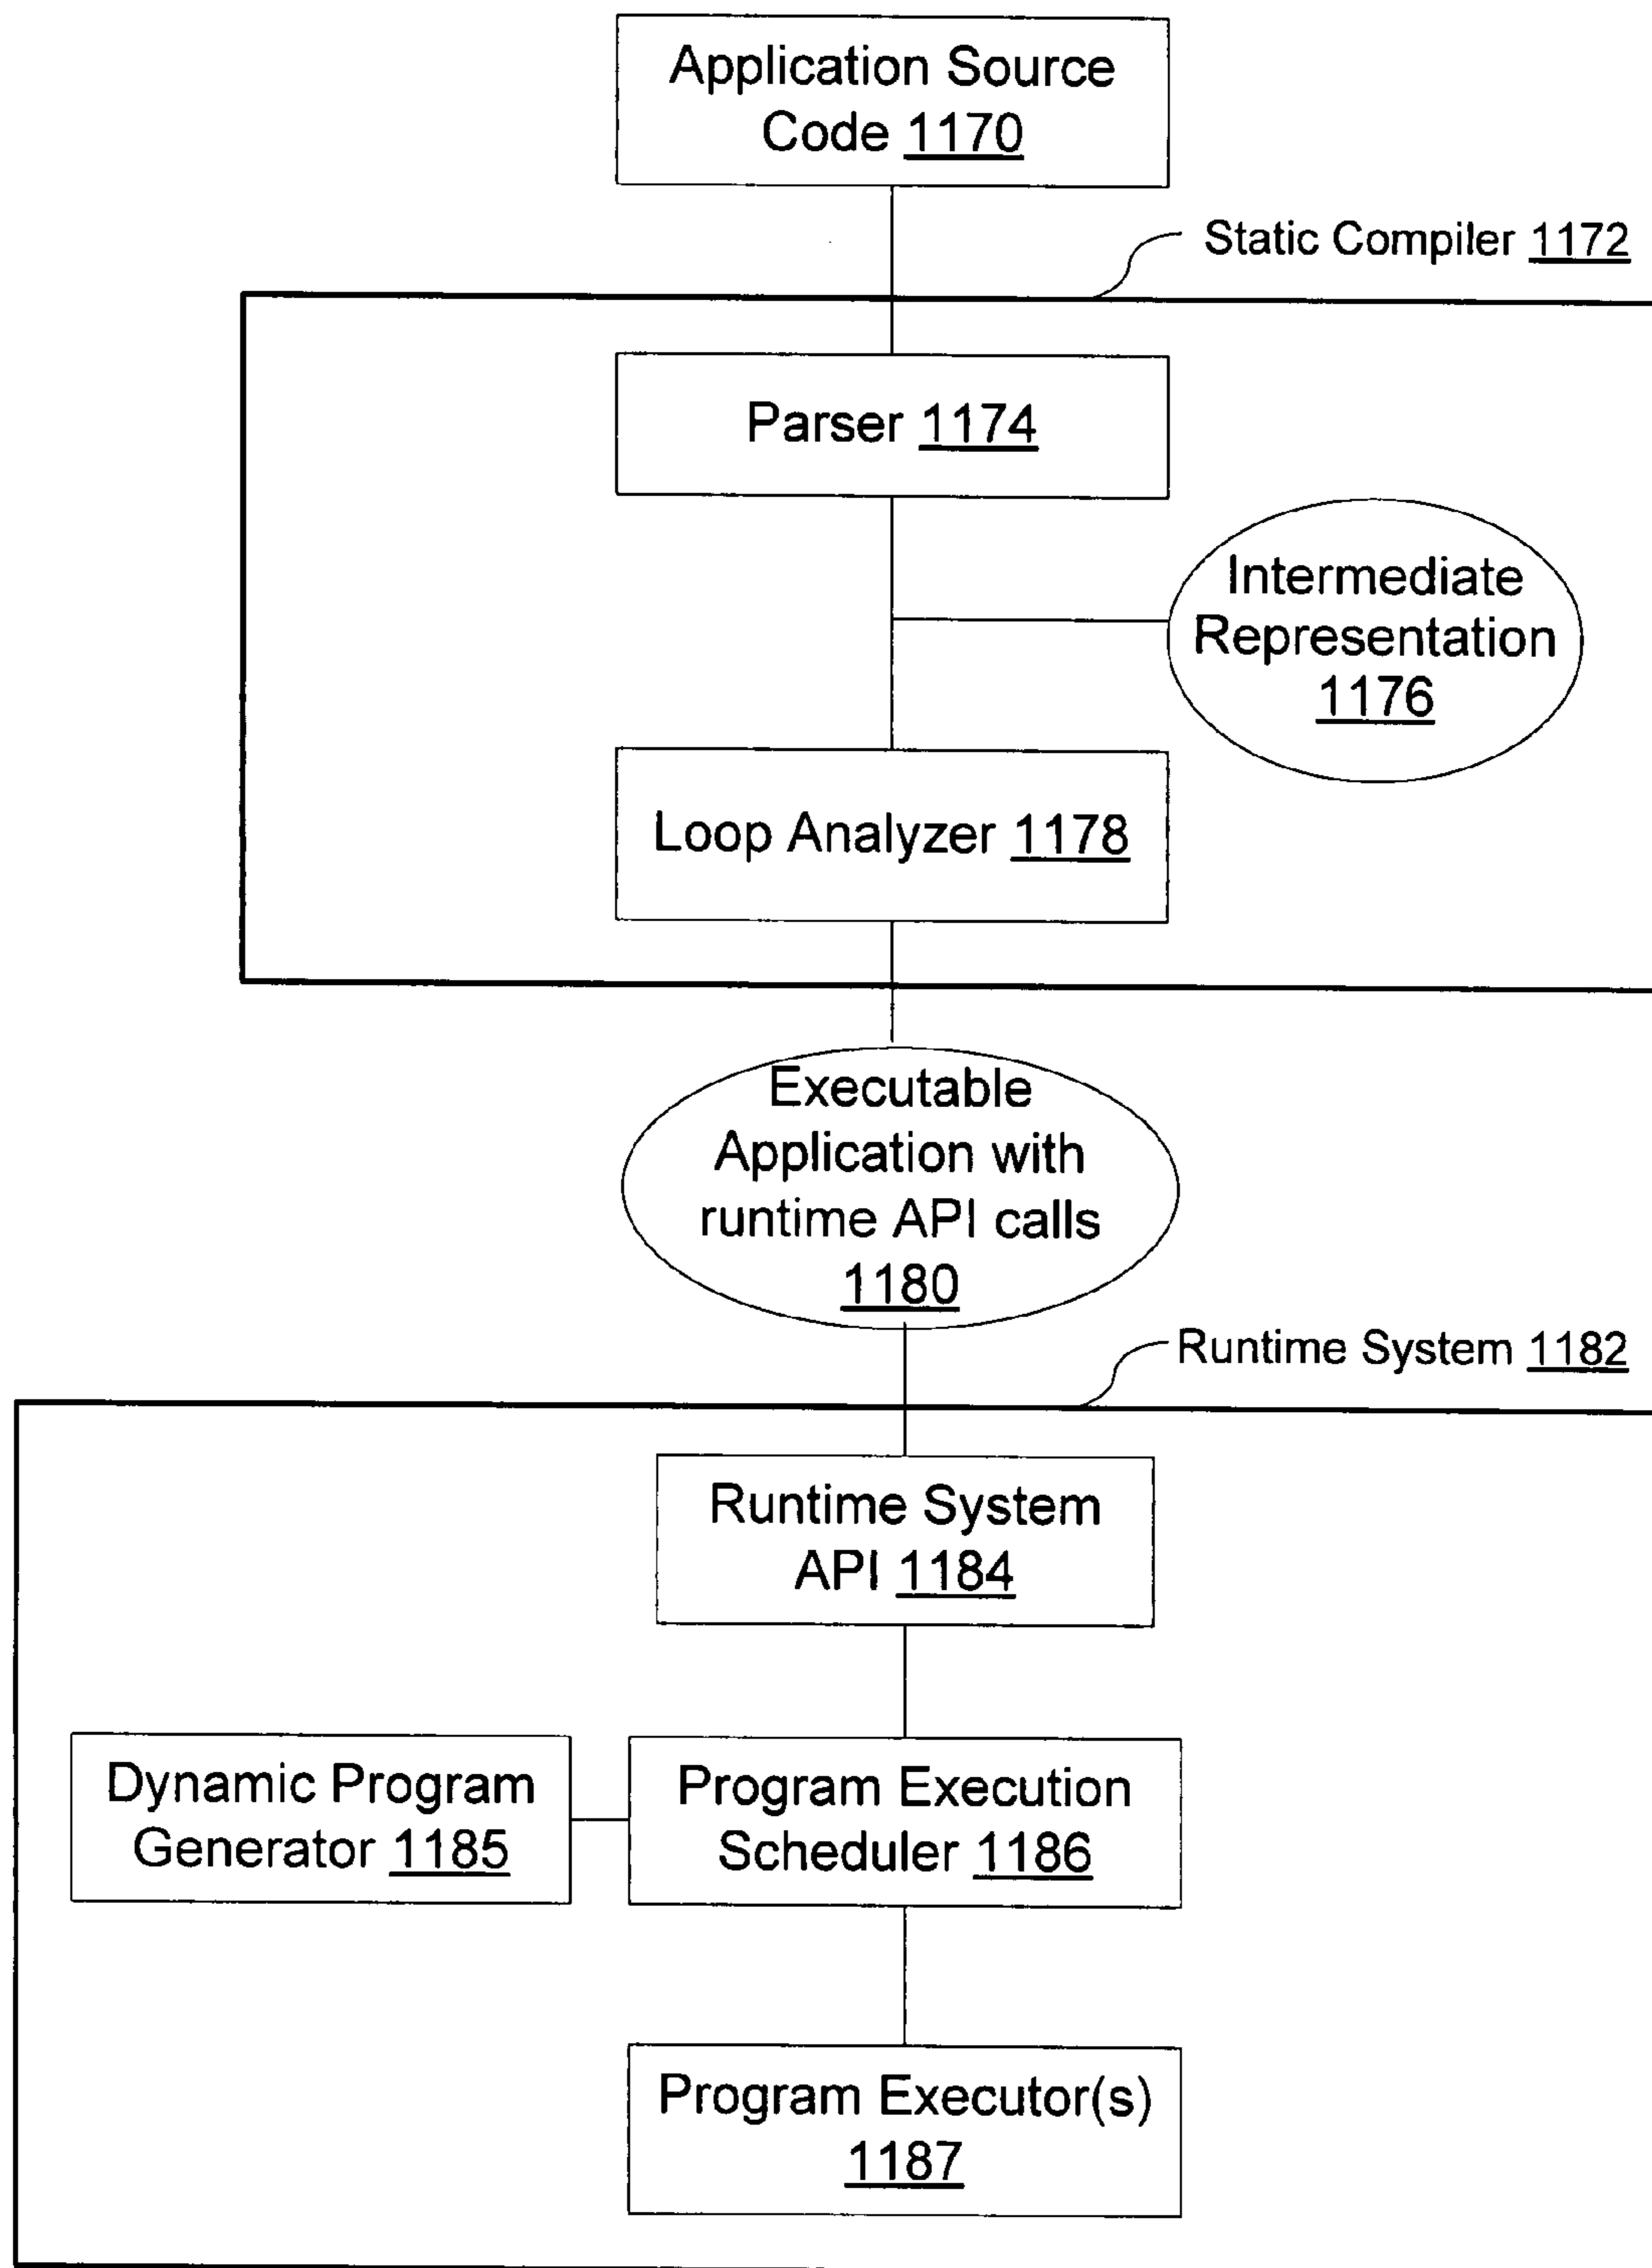 Application Source
Code 1170
Static Compiler 1172
Parser 1174
Intermediate
Representation
1176
Loop Analyzer 1178
Executable
Application with
runtime API calls
1180
Runtime System 1182
Runtime System
API 1184
Dynamic Program
Generator 1185
Program Execution
Scheduler 1186
Program Executor(s)
1187